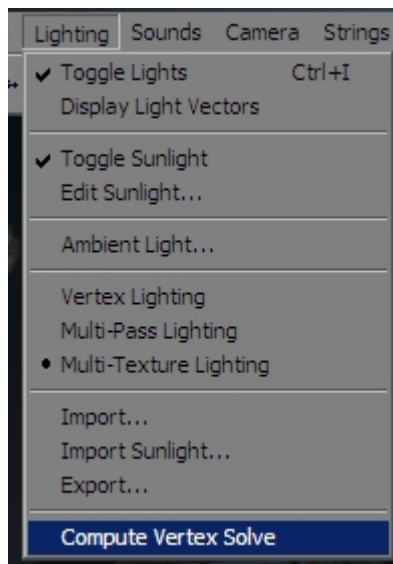 Lighting Sounds Camera Strings
Toggle Lights Ctrl+I
Display Light Vectors
Toggle Sunlight
Edit Sunlight...
Ambient Light...
Vertex Lighting
Multi-Pass Lighting
Multi-Texture Lighting
Import...
Import Sunlight...
Export...
Compute Vertex Solve